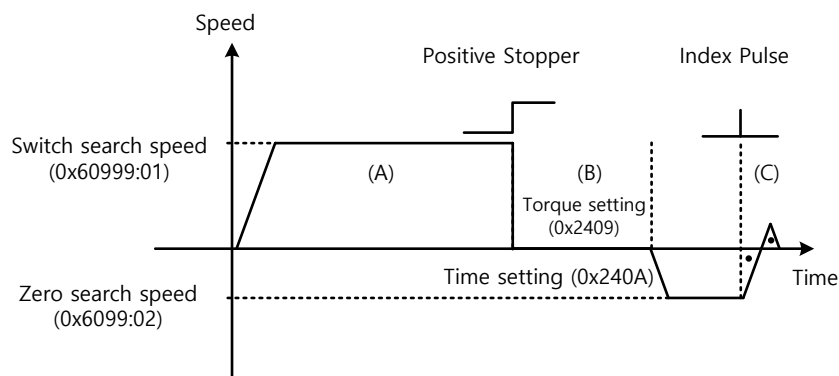 Speed
Positive Stopper
Index Pulse
Switch search speed
(0x60999:01)
(A)
(B)
(C)
Torque setting
(0x2409)
Time setting (0x240A)
Time
Zero search speed
(0x6099:02)